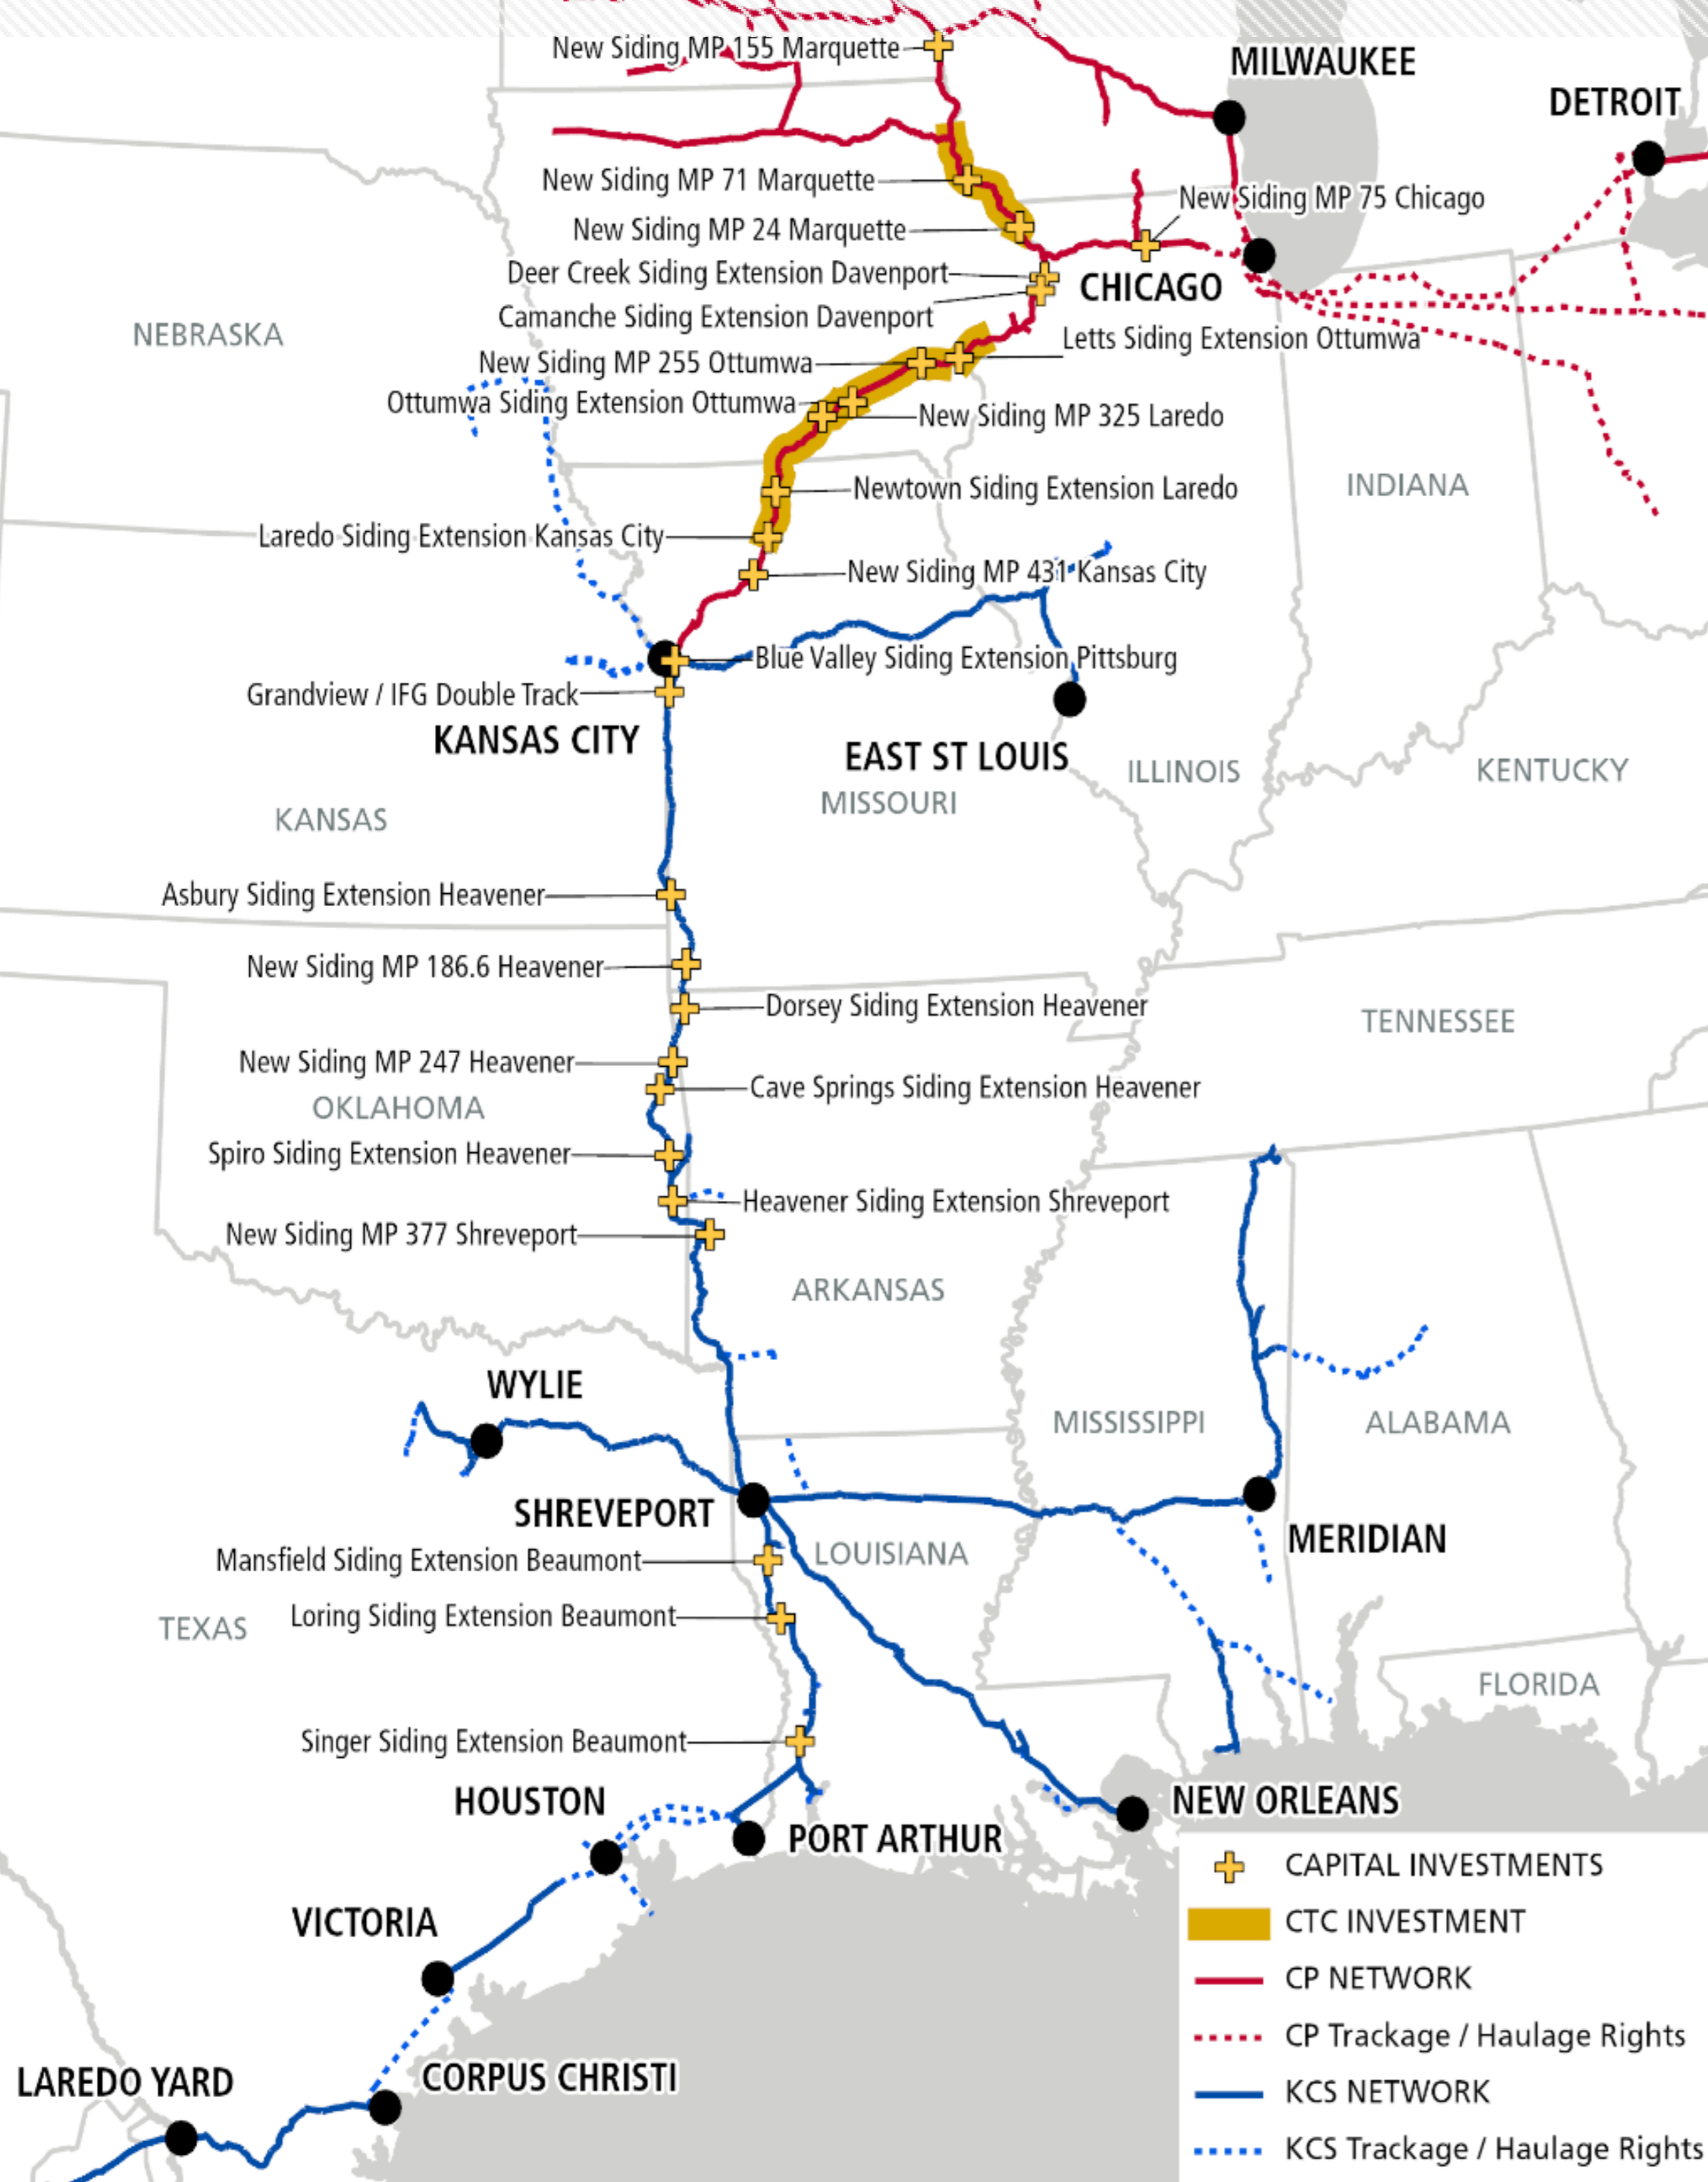 New Siding MP 155 Marquette
MILWAUKEE
DETROIT
New Siding MP 71 Marquette
New Siding MP 75 Chicago
New Siding MP 24 Marquette
Deer Creek Siding Extension Davenport
CHICAGO
Camanche Siding Extension Davenport
NEBRASKA
Letts Siding Extension Ottumwa
New Siding MP 255 Ottumwa
Ottumwa Siding Extension Ottumwa
New Siding MP 325 Laredo
INDIANA
Newtown Siding Extension Laredo
Laredo Siding Extension Kansas City
New Siding MP 431 Kansas City
Blue Valley Siding Extension Pittsburg
Grandview / IFG Double Track
KANSAS CITY
EAST ST LOUIS
ILLINOIS
KENTUCKY
MISSOURI
KANSAS
Asbury Siding Extension Heavener
New Siding MP 186.6 Heavener
Dorsey Siding Extension Heavener
TENNESSEE
New Siding MP 247 Heavener
Cave Springs Siding Extension Heavener
OKLAHOMA
Spiro Siding Extension Heavener
Heavener Siding Extension Shreveport
New Siding MP 377 Shreveport
ARKANSAS
WYLIE
MISSISSIPPI
ALABAMA
SHREVEPORT
MERIDIAN
LOUISIANA
Mansfield Siding Extension Beaumont
Loring Siding Extension Beaumont
TEXAS
FLORIDA
Singer Siding Extension Beaumont
HOUSTON
NEW ORLEANS
PORT ARTHUR
VICTORIA
CORPUS CHRISTI
LAREDO YARD
CAPITAL INVESTMENTS
CTC INVESTMENT
CP NETWORK
CP Trackage / Haulage Rights
KCS NETWORK
KCS Trackage / Haulage Rights